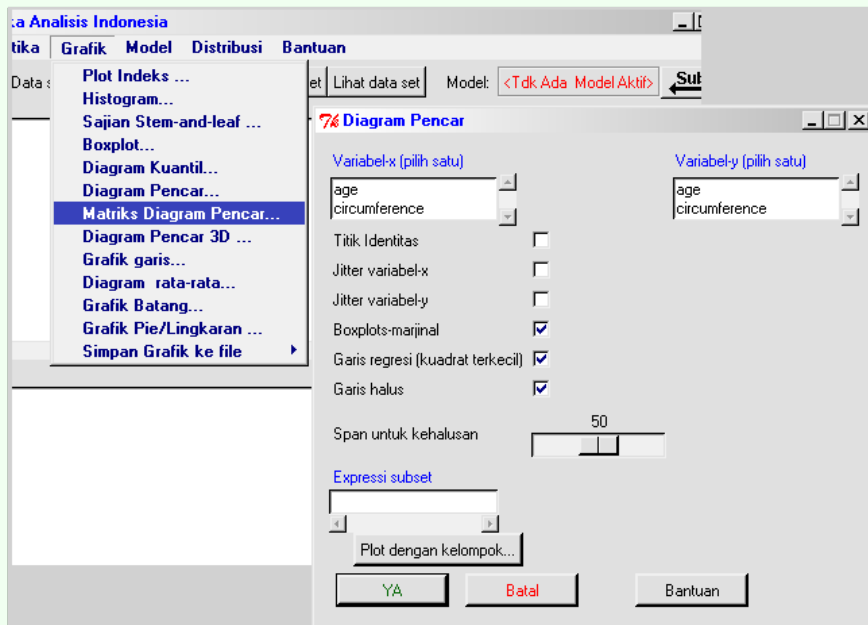 :a Analisis Indonesia
tika Grafik Model Distribusi Bantuan
Data s et Lihat data set Model: <Tdk Ada Model Aktif> Sub
Plot Indeks ...
Histogram...
Sajian Stem-and-leaf ...
Boxplot...
Diagram Kuantil...
Diagram Pencar...
Matriks Diagram Pencar...
Diagram Pencar 3D ...
Grafik garis...
Diagram rata-rata...
Grafik Batang...
Grafik Pie/Lingkaran ...
Simpan Grafik ke file
Diagram Pencar
Variabel-x (pilih satu) Variabel-y (pilih satu)
age age
circumference circumference
Titik Identitas
Jitter variabel-x
Jitter variabel-y
Boxplots-marjinal
Garis regresi (kuadrat terkecil)
Garis halus
50
Span untuk kehalusan
Expressi subset
Plot dengan kelompok...
YA Batal Bantuan